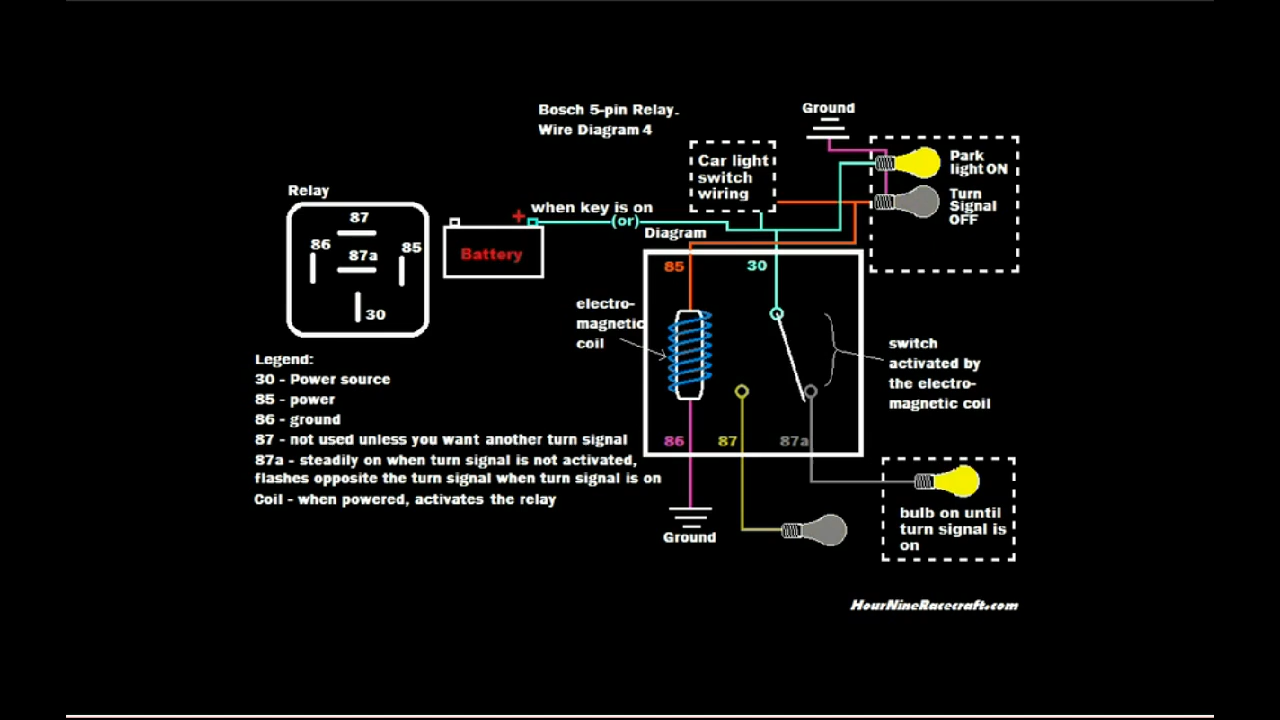 Bosch 5-pin Relay.
Wire Diagram 4
Ground
Car light
switch
wiring
Park
light ON
Turn
Signal
OFF
Relay
87
86
85
87a
30
+
when key is on
(or)
Battery
Diagram
85
30
electro-
magnetic
coil
switch
activated by
the electro-
magnetic coil
86
87
87a
Legend:
30 - Power source
85 - power
86 - ground
87 - not used unless you want another turn signal
87a - steadily on when turn signal is not activated,
flashes opposite the turn signal when turn signal is on
Coil - when powered, activates the relay
Ground
bulb on until
turn signal is
on
HourNineRacecraft.com